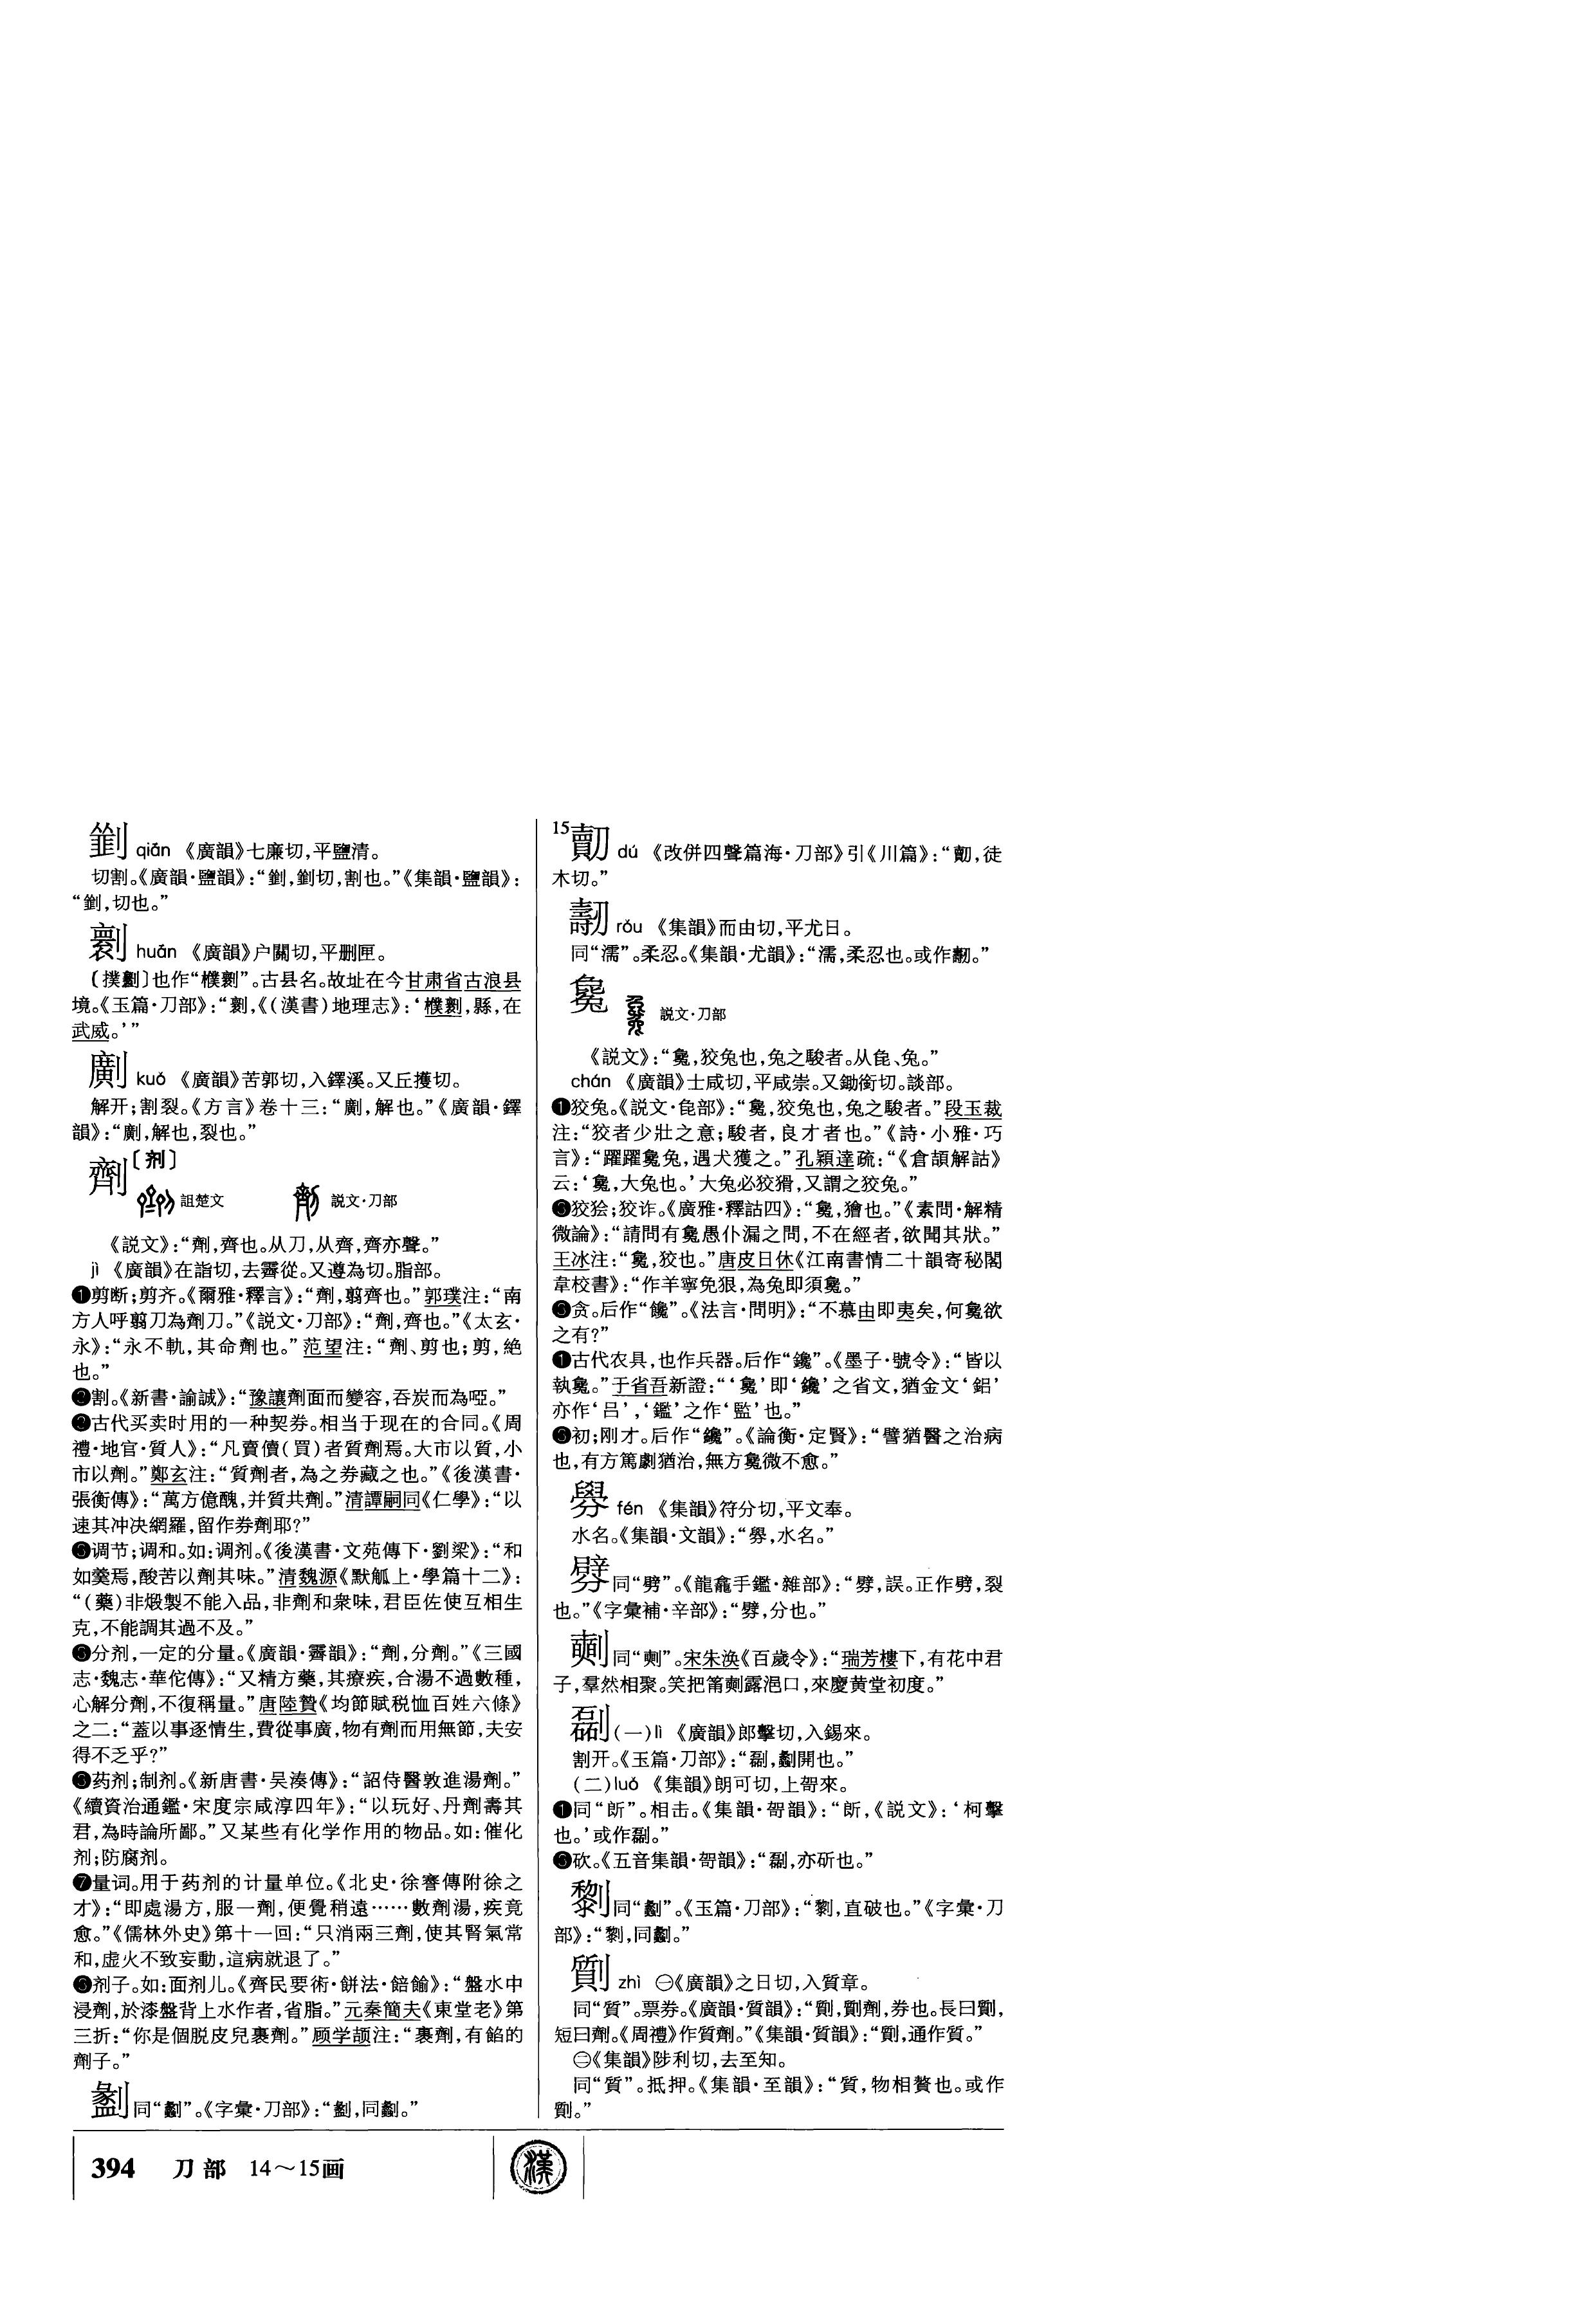 qiān 《廣韻》七廉切，平鹽清。
切割。《廣韻·鹽韻》：“劕，切，割也。”《集韻·鹽韻》：
“，切也。”
huán 《廣韻》户關切，平删匣。
〔撲〕也作“樸”。古县名。故址在今甘肃省古浪县
境。《玉篇·刀部》：“，《（漢書）地理志》：‘樸，縣，在
武威。’”
kuò 《廣韻》苦郭切，入鐸溪。又丘擭切。
解开；割裂。《方言》卷十三：“劆，解也。”《廣韻·鐸
韻》：“，解也，裂也。”
劑〔剂〕
詛楚文 説文·刀部
《説文》：“劑，齊也。从刀，从齊，齊亦聲。”
jì 《廣韻》在詣切，去霽從。又遵為切。脂部。
❶剪断；剪齐。《爾雅·釋言》：“劑，翦齊也。”郭璞注：“南
方人呼翦刀為劑刀。”《説文·刀部》：“劑，齊也。”《太玄·
永》：“永不軌，其命劑也。”范望注：“劑、剪也；剪，絶
也。”
❷割。《新書·諭誠》：“豫讓劑面而變容，吞炭而為啞。”
❷古代买卖时用的一种契券。相当于现在的合同。《周
禮·地官·質人》：“凡賣儥（買）者質劑焉。大市以質，小
市以劑。”鄭玄注：“質劑者，為之券藏之也。”《後漢書·
張衡傳》：“萬方億醜，并質共劑。”清譚嗣同《仁學》：“以
速其冲决網羅，留作券劑耶？”
❸调节；调和。如：调剂。《後漢書·文苑傳下·劉梁》：“和
如羹焉，酸苦以劑其味。”清魏源《默觚上·學篇十二》：
“（藥）非煅製不能入品，非劑和衆味，君臣佐使互相生
克，不能調其過不及。”
❺分剂，一定的分量。《廣韻·霽韻》：“劑，分劑。”《三國
志·魏志·華佗傳》：“又精方藥，其療疾，合湯不過數種，
心解分劑，不復稱量。”唐陸贄《均節賦税恤百姓六條》
之二：“蓋以事逐情生，費從事廣，物有劑而用無節，夫安
得不乏乎？”
❸药剂；制剂。《新唐書·吴湊傳》：“詔侍醫敦進湯劑。”
《續資治通鑑·宋度宗咸淳四年》：“以玩好、丹劑壽其
君，為時論所鄙。”又某些有化学作用的物品。如：催化
剂；防腐剂。
❼量词。用于药剂的计量单位。《北史·徐謇傳附徐之
才》：“即處湯方，服一劑，便覺稍遠……數劑湯，疾竟
愈。”《儒林外史》第十一回：“只消兩三劑，使其腎氣常
和，虚火不致妄動，這病就退了。”
❸剂子。如：面剂儿。《齊民要術·餅法·餢𩜇》：“盤水中
浸劑，於漆盤背上水作者，省脂。”元秦簡夫《東堂老》第
三折：“你是個脱皮兒裹劑。”顾学颉注：“裹劑，有餡的
劑子。”
同“劙”。《字彙·刀部》：“，同劙。”
15
dú 《改併四聲篇海·刀部》引《川篇》：“，徒
木切。”
róu 《集韻》而由切，平尤日。
同“濡”。柔忍。《集韻·尤韻》：“濡，柔忍也。或作。”
毚 説文·刀部
《説文》：“毚，狡兔也，兔之駿者。从㲋、兔。”
chán 《廣韻》士咸切，平咸崇。又鋤銜切。談部。
❶狡兔。《説文·㲋部》：“毚，狡兔也，兔之駿者。”段玉裁
注：“狡者少壯之意；駿者，良才者也。”《詩·小雅·巧
言》：“躍躍毚兔，遇犬獲之。”孔穎達疏：“《倉頡解詁》
云：‘毚，大兔也。’大兔必狡猾，又謂之狡兔。”
❸狡狯；狡诈。《廣雅·釋詁四》：“毚，獪也。”《素問·解精
微論》：“請問有毚愚仆漏之問，不在經者，欲聞其狀。”
王冰注：“毚，狡也。”唐皮日休《江南書情二十韻寄秘閣
韋校書》：“作羊寧免狠，為兔即須毚。”
❸贪。后作“饞”。《法言·問明》：“不慕由即夷矣，何毚欲
之有？”
❶古代农具，也作兵器。后作“鑱”。《墨子·號令》：“皆以
執毚。”于省吾新證：“‘毚’即‘鑱’之省文，猶金文‘鋁’
亦作‘吕’，‘鑑’之作‘監’也。”
❸初；刚才。后作“纔”。《論衡·定賢》：“譬猶醫之治病
也，有方篤劇猶治，無方毚微不愈。”
fén 《集韻》符分切，平文奉。
水名。《集韻·文韻》：“，水名。”
同“劈”。《龍龕手鑑·雜部》：“，誤。正作劈，裂
也。”《字彙補·辛部》：“，分也。”
同“㓨”。宋朱涣《百歲令》：“瑞芳樓下，有花中君
子，羣然相聚。笑把筩露浥口，來慶黄堂初度。”
（一）lì 《廣韻》郎擊切，入錫來。
割开。《玉篇·刀部》：“，劙開也。”
（二）luǒ 《集韻》朗可切，上哿來。
❶同“㪐”。相击。《集韻·哿韻》：“㪐，《説文》：‘柯擊
也。’或作。”
❸砍。《五音集韻·哿韻》：“，亦斫也。”
同“劙”。《玉篇·刀部》：“，直破也。”《字彙·刀
部》：“，同劙。”
劕 zhì ㊀《廣韻》之日切，入質章。
同“質”。票券。《廣韻·質韻》：“劕，劕劑，券也。長曰劕，
短曰劑。《周禮》作質劑。”《集韻·質韻》：“劕，通作質。”
㊁《集韻》陟利切，去至知。
同“質”。抵押。《集韻·至韻》：“質，物相贅也。或作
劕。”
394 刀部 14～15画
漢